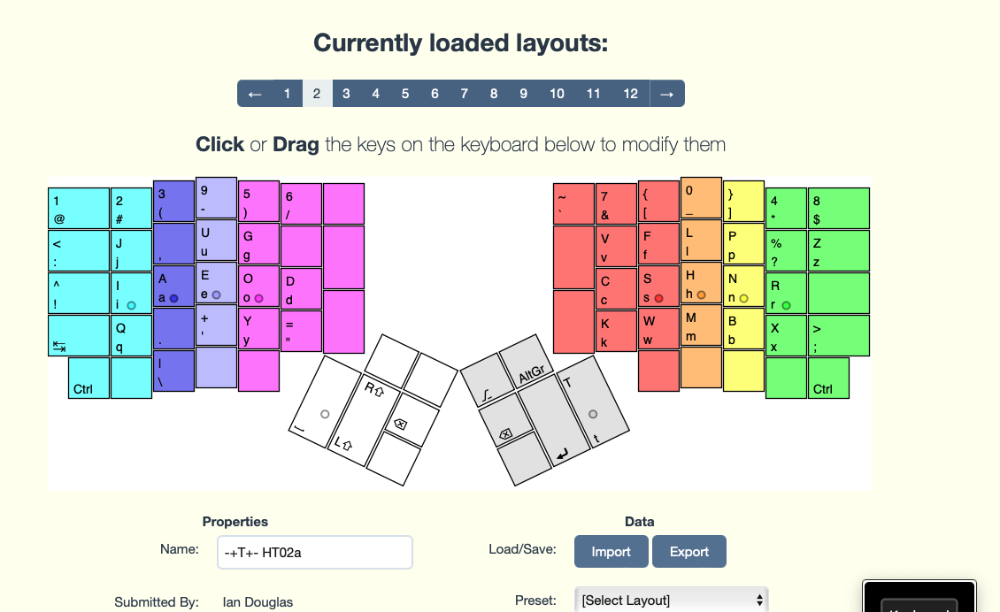 Currently loaded layouts:
← 1 2 3 4 5 6 7 8 9 10 11 12 →
Click or Drag the keys on the keyboard below to modify them
1 2 3 9 5 6 ~ 7 { 0 } 4 8
@ # ( - ) / ` & [ _ ] * $
< J U G V F L P % Z
: j , u g v f l p ? z
^ I A E O D C S H N R
! i a e o d c s h n r
Q + Y = K W M B X >
↹ q . ' y " k w m b x ;
|
\
Ctrl Ctrl
R⇧ AltGr T
⌫ ⌫
L⇧ ↵ t
Properties Data
Name: -+T+- HT02a Load/Save: Import Export
Submitted By: Ian Douglas Preset: [Select Layout]